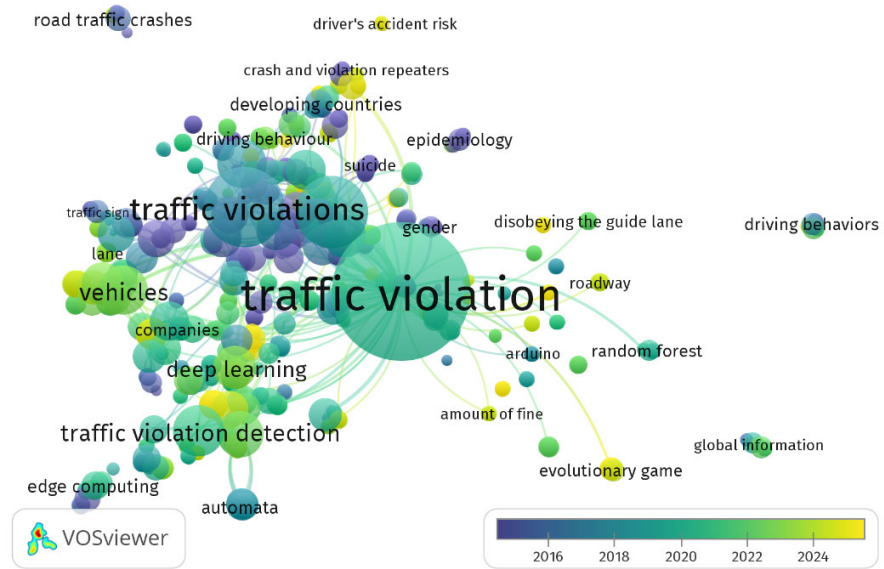 road traffic crashes
driver's accident risk
crash and violation repeaters
developing countries
driving behaviour
epidemiology
suicide
traffic sign
traffic violations
gender
disobeying the guide lane
driving behaviors
lane
vehicles
traffic violation
roadway
companies
arduino
random forest
deep learning
amount of fine
traffic violation detection
global information
evolutionary game
edge computing
automata
VOSviewer
2016 2018 2020 2022 2024